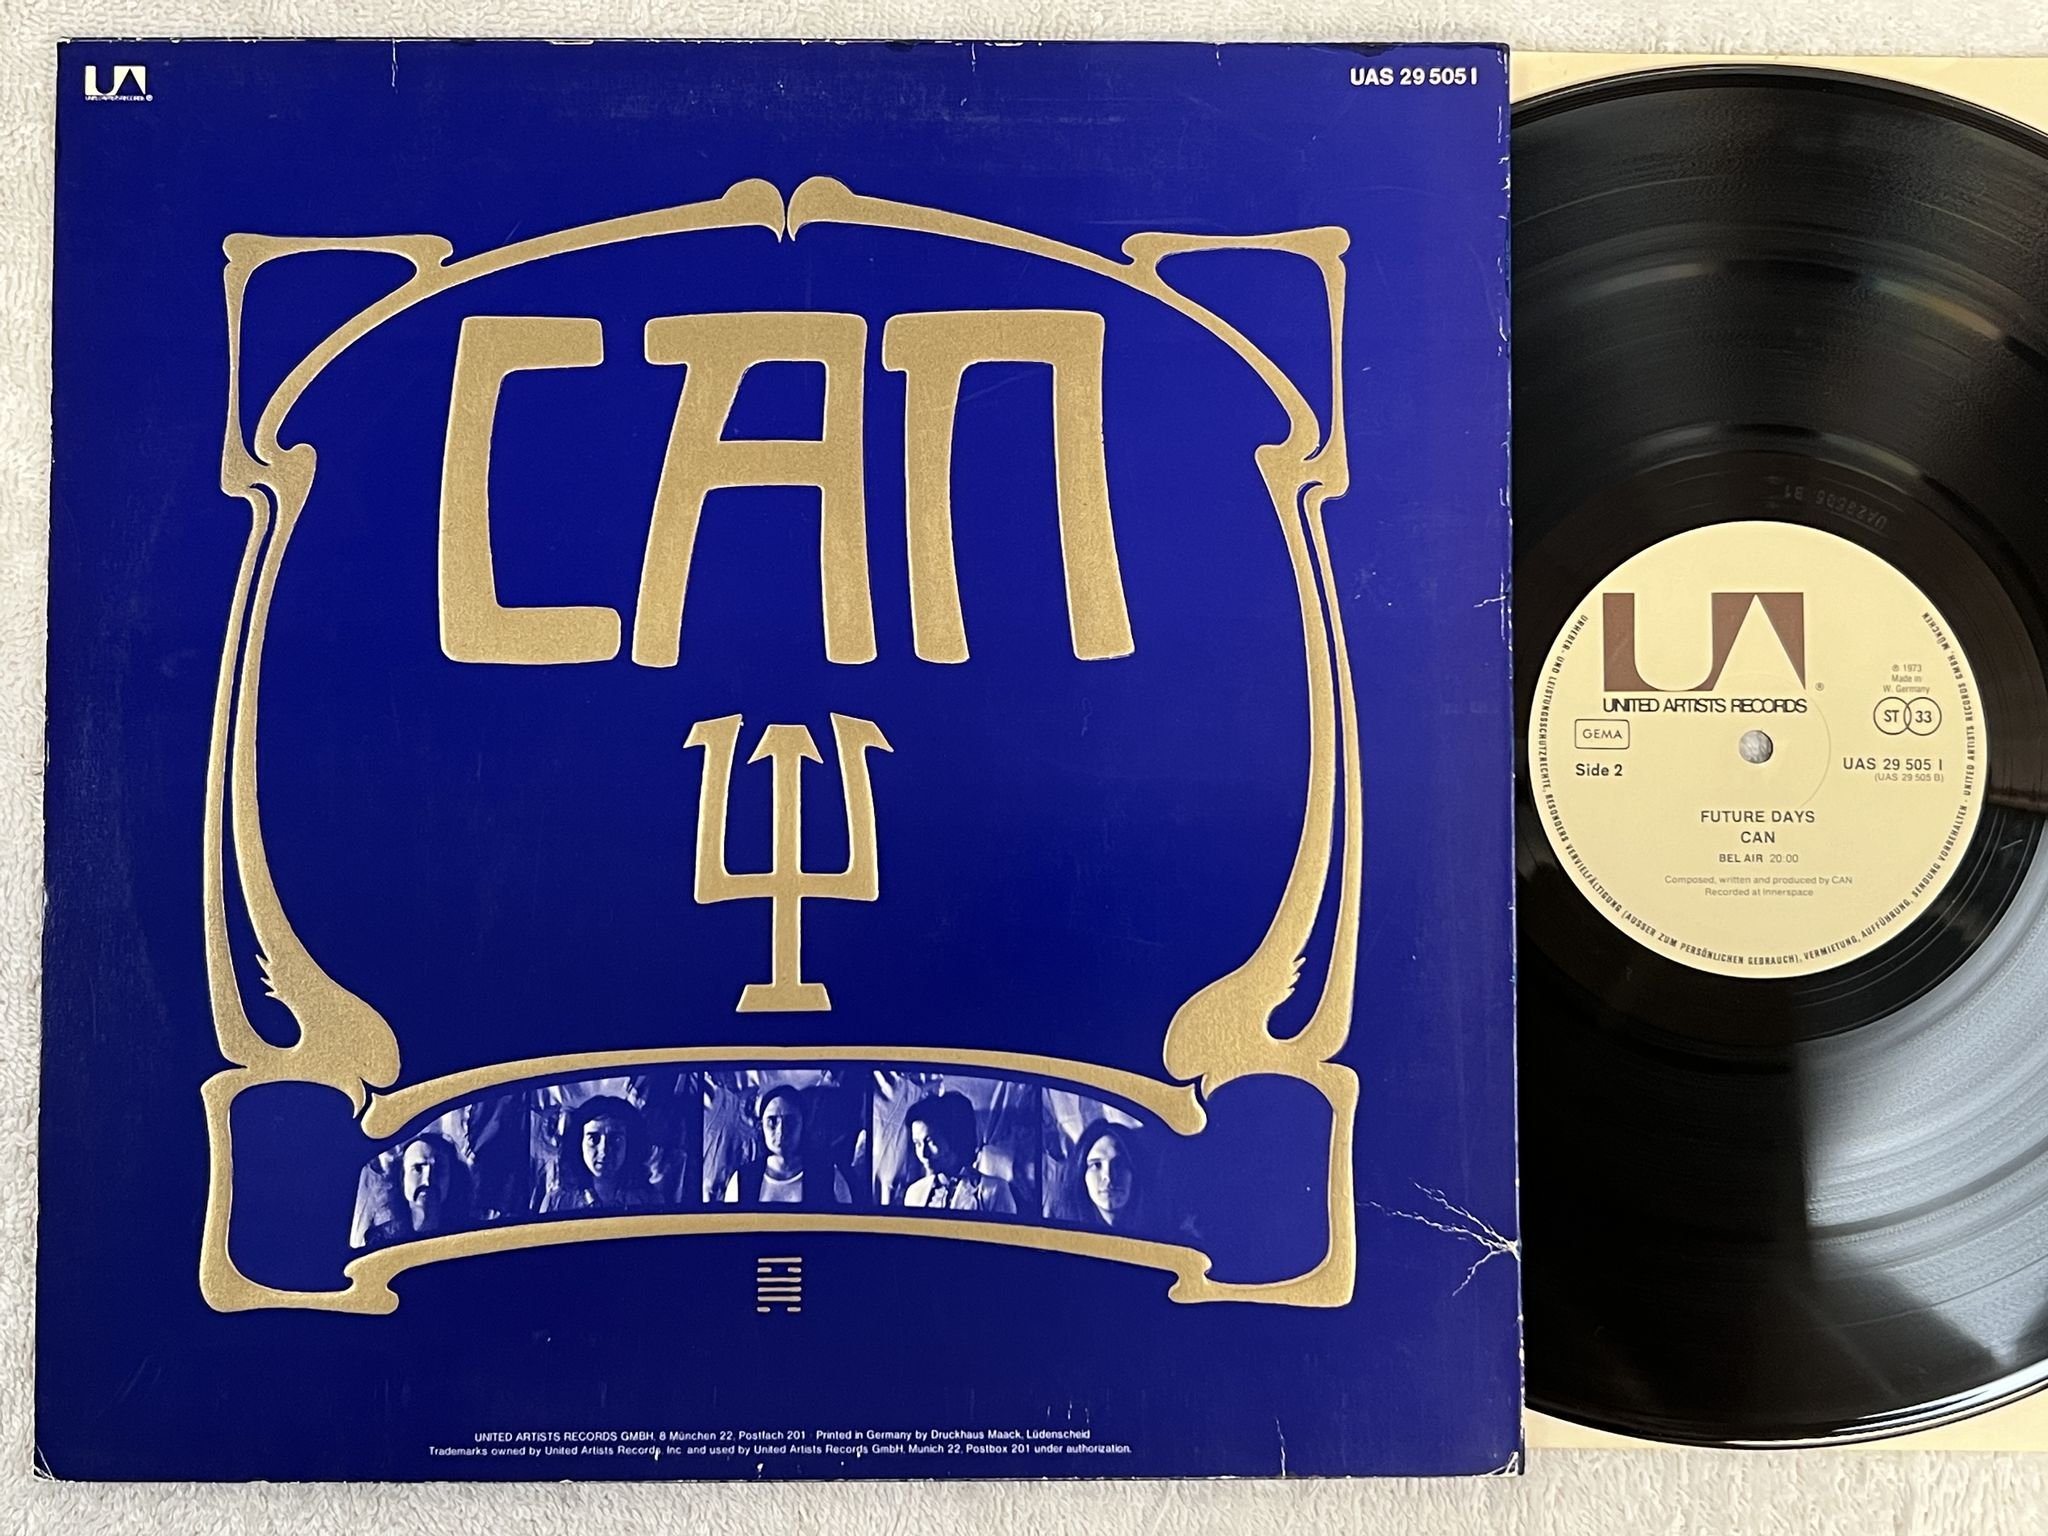 UA
UNITED ARTISTS RECORDS ®
UAS 29 505 I
CAN
UNITED ARTISTS RECORDS GMBH, 8 München 22, Postfach 201 · Printed in Germany by Druckhaus Maack, Lüdenscheid
Trademarks owned by United Artists Records, Inc. and used by United Artists Records GmbH, Munich 22, Postbox 201 under authorization.
UAS 29505 B1
UA
®
UNITED ARTISTS RECORDS
℗ 1973
Made in
W. Germany
ST 33
GEMA
Side 2
UAS 29 505 I
(UAS 29 505 B)
FUTURE DAYS
CAN
BEL AIR 20:00
Composed, written and produced by CAN
Recorded at Innerspace
URHEBER- UND LEISTUNGSSCHUTZRECHTE, BESONDERS VERVIELFÄLTIGUNG (AUSSER ZUM PERSÖNLICHEN GEBRAUCH), VERMIETUNG, AUFFÜHRUNG, SENDUNG VORBEHALTEN · UNITED ARTISTS RECORDS GMBH, MÜNCHEN